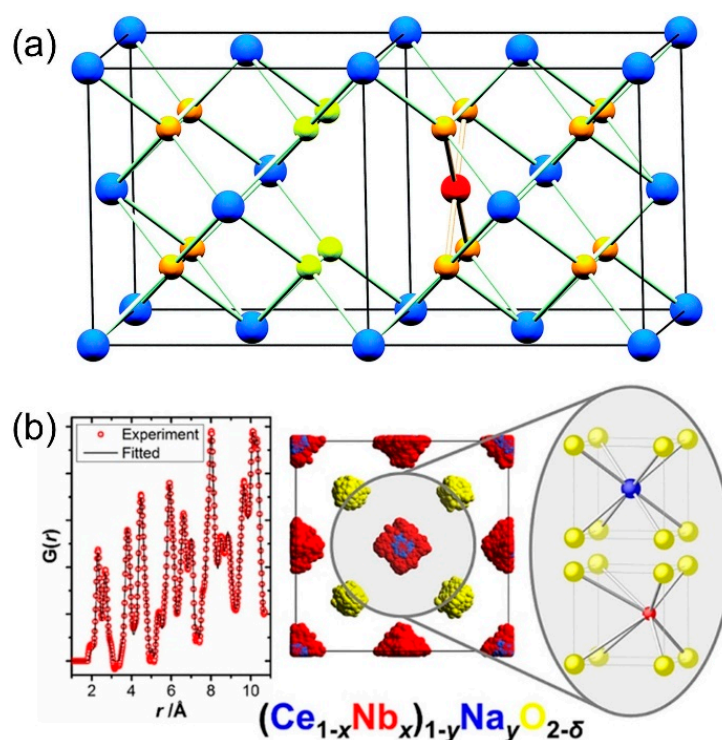 (a)
(b)
Experiment
Fitted
G(r)
2 4 6 8 10
r /Å
(Ce1-xNbx)1-yNayO2-δ